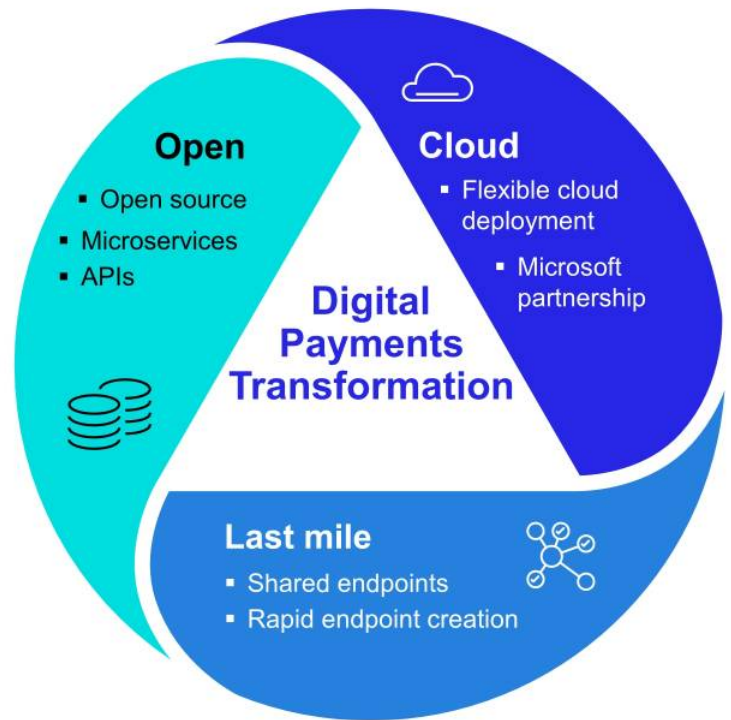 Open
▪ Open source
▪ Microservices
▪ APIs
Cloud
▪ Flexible cloud
deployment
▪ Microsoft
partnership
Digital
Payments
Transformation
Last mile
▪ Shared endpoints
▪ Rapid endpoint creation